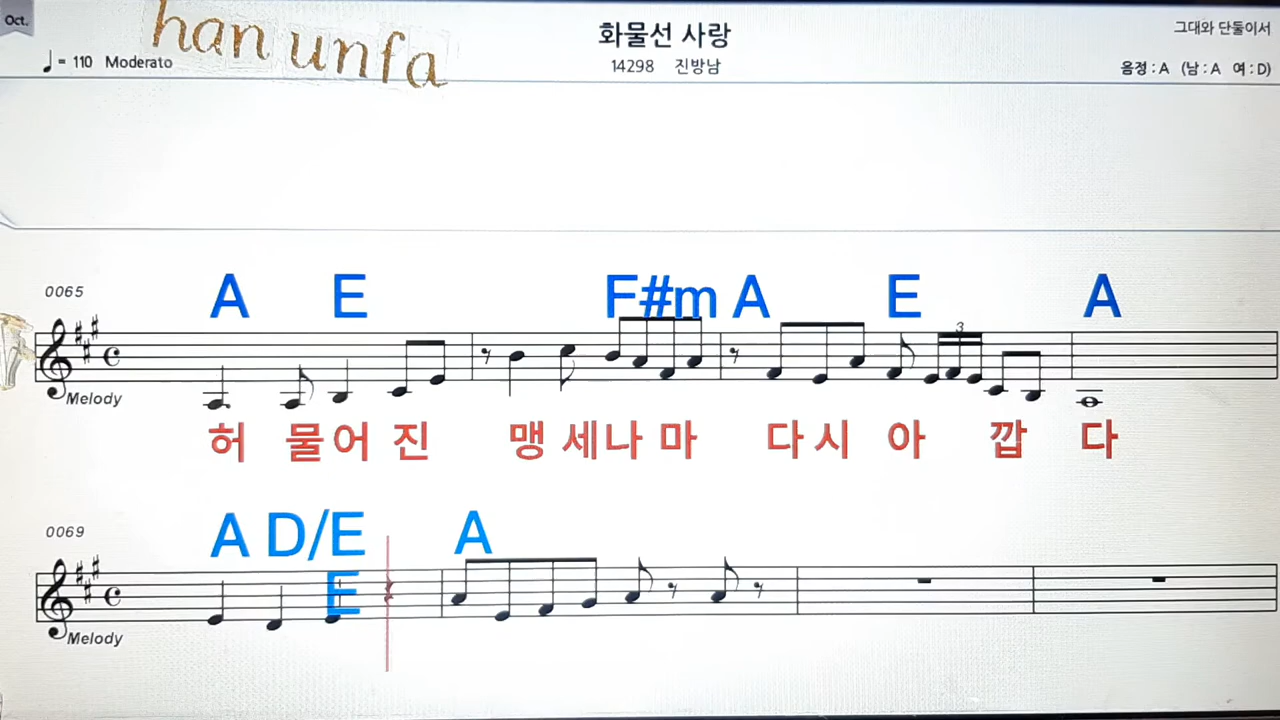 Oct.
han unfa
화물선 사랑
그대와 단둘이서
♩= 110 Moderato
14298 진방남
음정 : A (남 : A 여 : D)
A E F#m A E A
0065
3
Melody
허 물어 진 맹 세나 마 다시 아 깝 다
A D/E A
0069
E
Melody